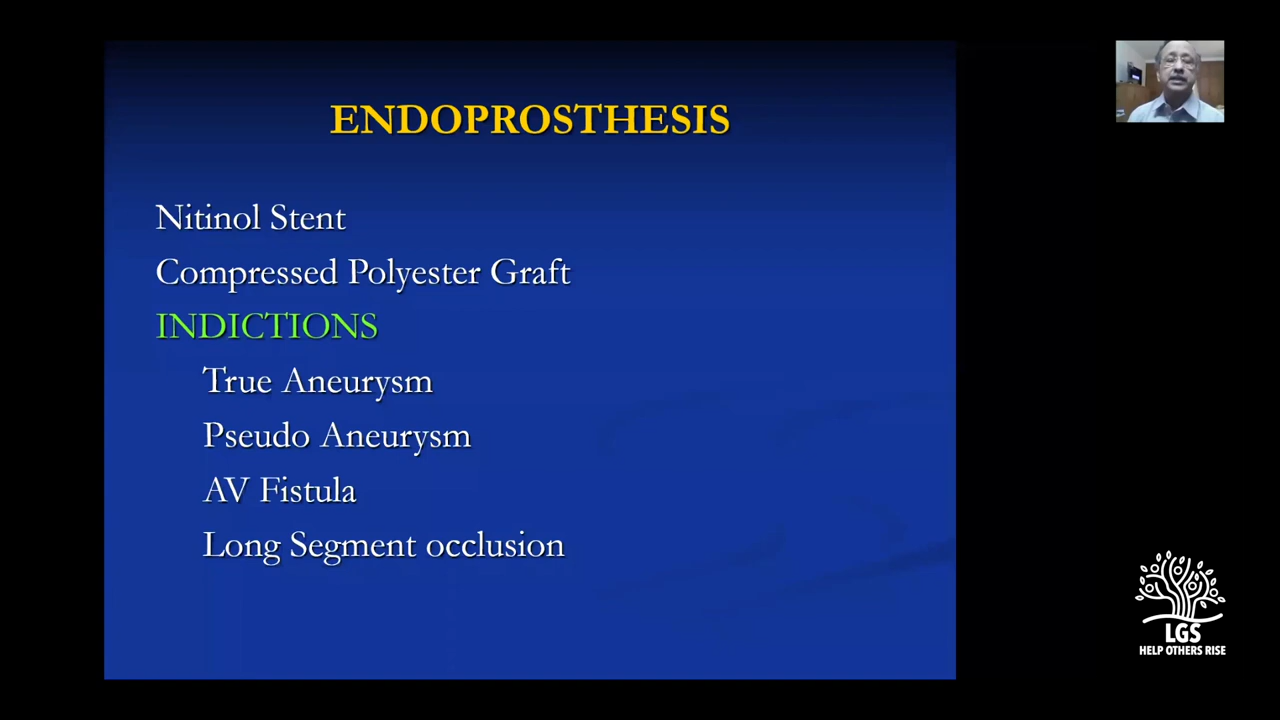 ENDOPROSTHESIS
Nitinol Stent
Compressed Polyester Graft
INDICTIONS
True Aneurysm
Pseudo Aneurysm
AV Fistula
Long Segment occlusion
LGS
HELP OTHERS RISE